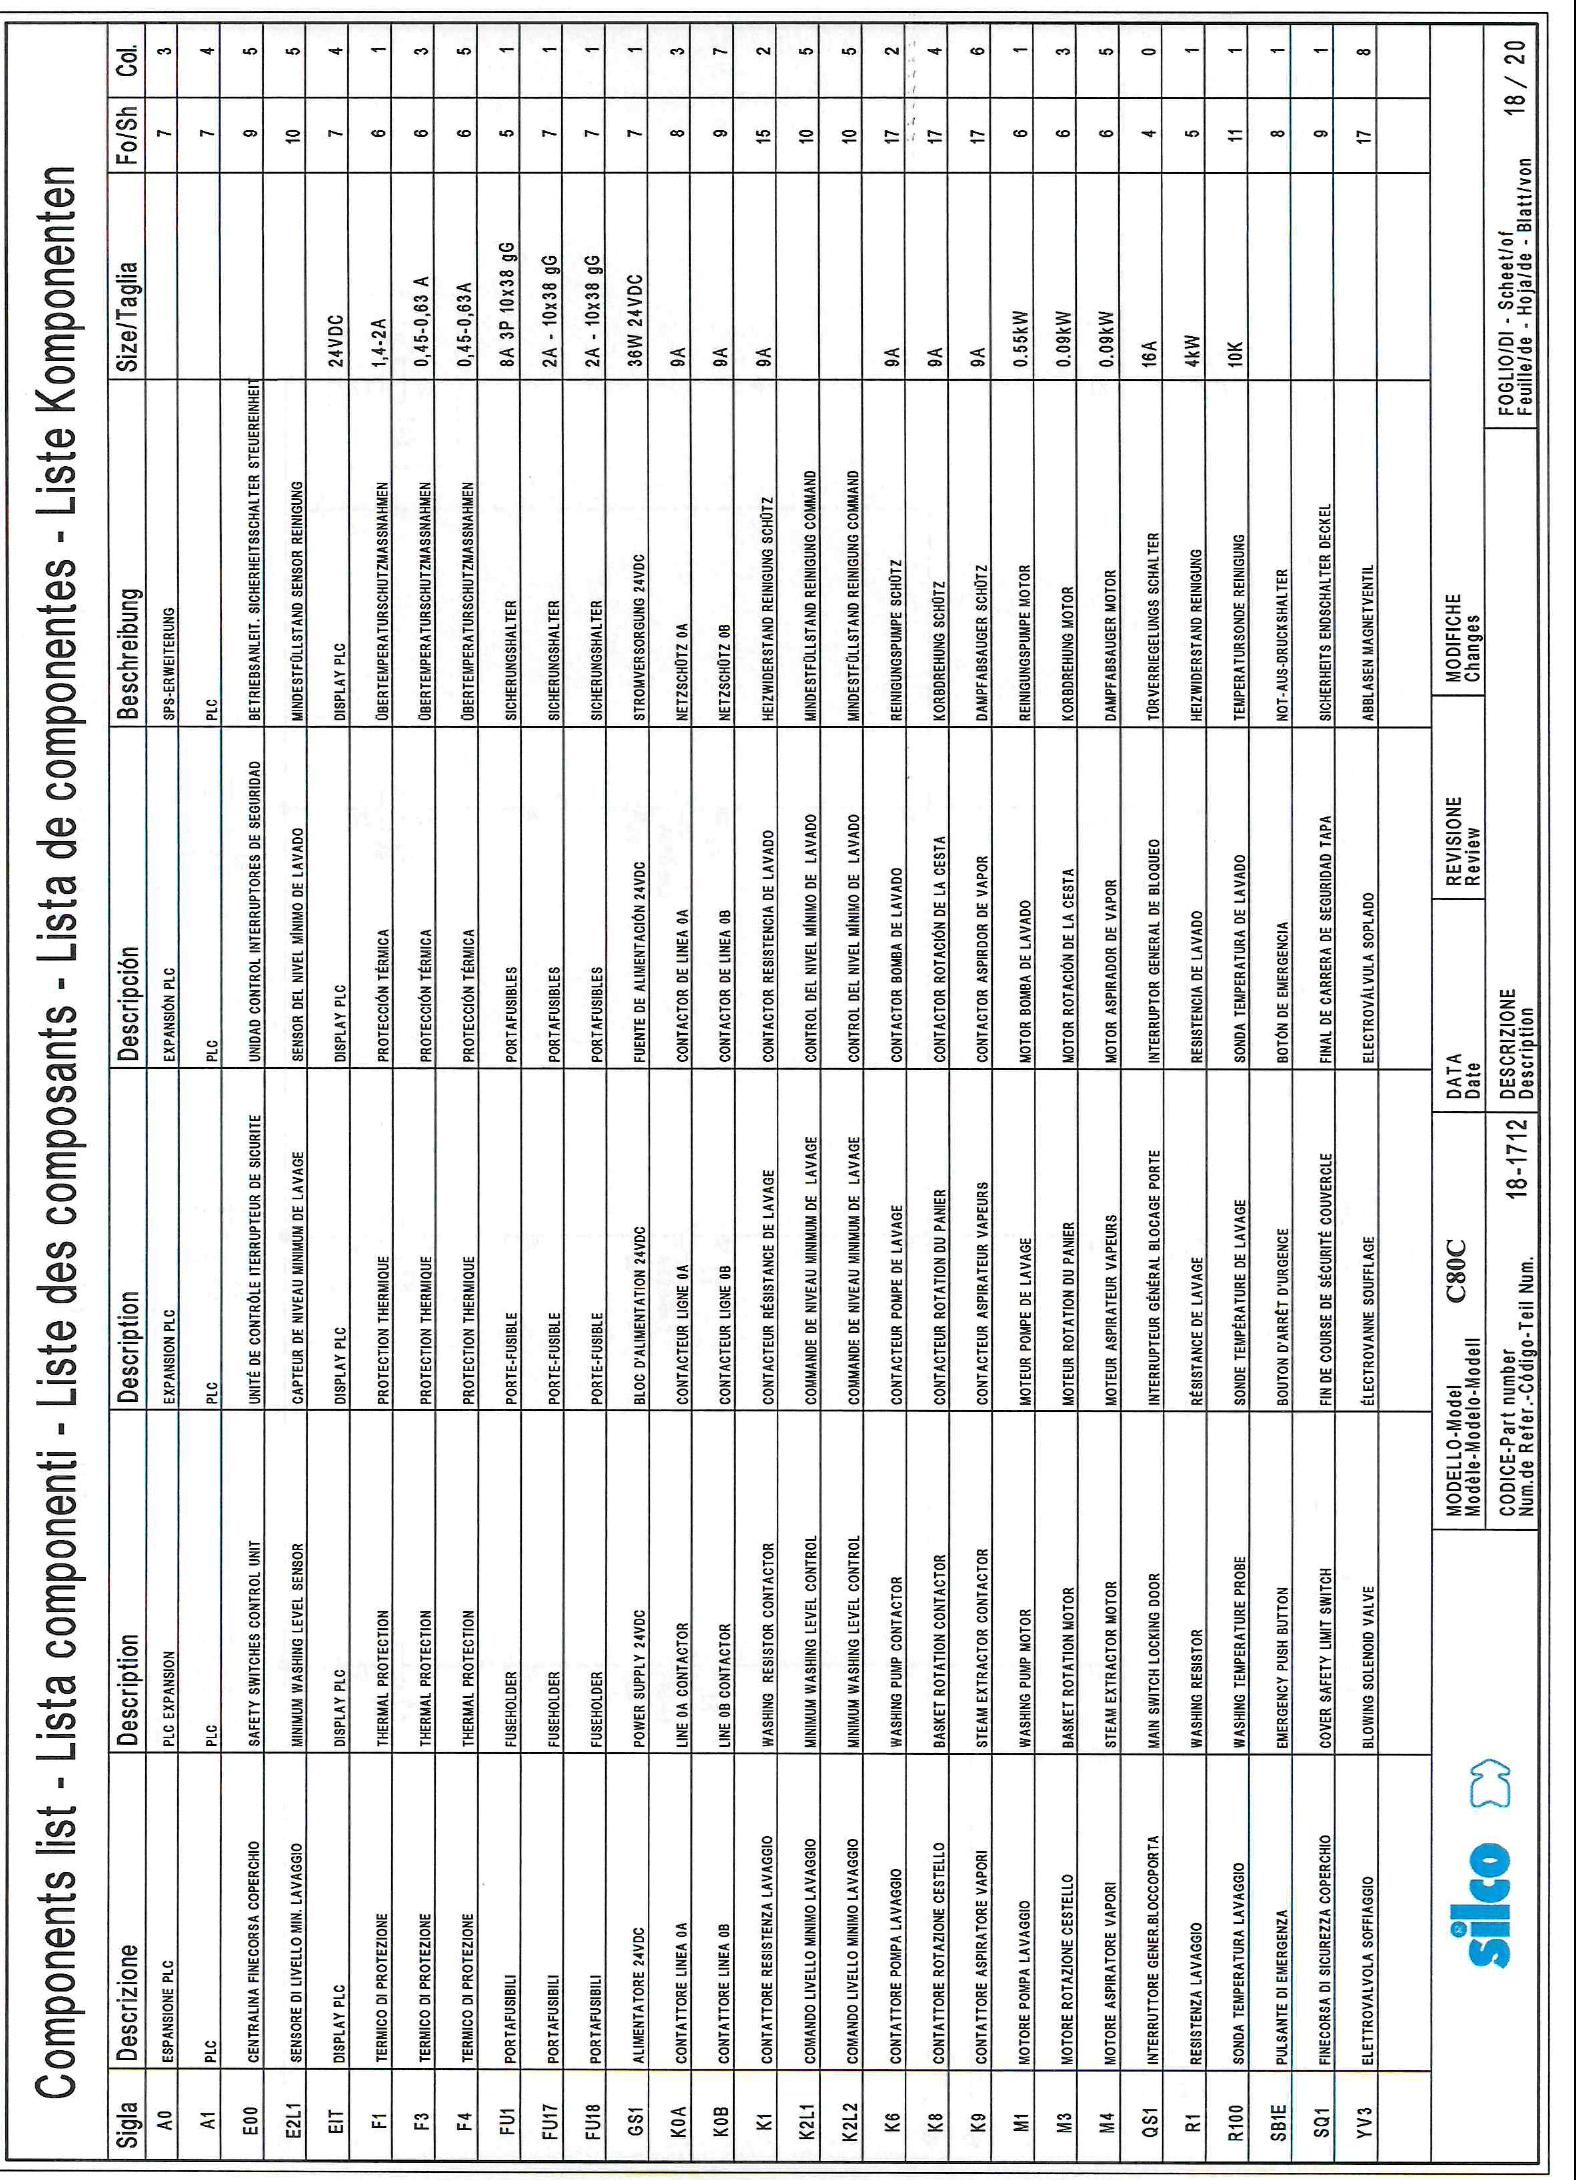 Components list - Lista componenti - Liste des composants - Lista de componentes - Liste Komponenten
Sigla Descrizione Description Description Descripción Beschreibung Size/Taglia Fo/Sh Col.
A0 ESPANSIONE PLC PLC EXPANSION EXPANSION PLC EXPANSIÓN PLC SPS-ERWEITERUNG 7 3
A1 PLC PLC PLC PLC PLC 7 4
E00 CENTRALINA FINECORSA COPERCHIO SAFETY SWITCHES CONTROL UNIT UNITÉ DE CONTRÔLE ITERRUPTEUR DE SICURITE UNIDAD CONTROL INTERRUPTORES DE SEGURIDAD BETRIEBSANLEIT. SICHERHEITSSCHALTER STEUEREINHEIT 9 5
E2L1 SENSORE DI LIVELLO MIN. LAVAGGIO MINIMUM WASHING LEVEL SENSOR CAPTEUR DE NIVEAU MINIMUM DE LAVAGE SENSOR DEL NIVEL MÍNIMO DE LAVADO MINDESTFÜLLSTAND SENSOR REINIGUNG 10 5
EIT DISPLAY PLC DISPLAY PLC DISPLAY PLC DISPLAY PLC DISPLAY PLC 24VDC 7 4
F1 TERMICO DI PROTEZIONE THERMAL PROTECTION PROTECTION THERMIQUE PROTECCIÓN TÉRMICA ÜBERTEMPERATURSCHUTZMASSNAHMEN 1,4-2A 6 1
F3 TERMICO DI PROTEZIONE THERMAL PROTECTION PROTECTION THERMIQUE PROTECCIÓN TÉRMICA ÜBERTEMPERATURSCHUTZMASSNAHMEN 0,45-0,63 A 6 3
F4 TERMICO DI PROTEZIONE THERMAL PROTECTION PROTECTION THERMIQUE PROTECCIÓN TÉRMICA ÜBERTEMPERATURSCHUTZMASSNAHMEN 0,45-0,63A 6 5
FU1 PORTAFUSIBILI FUSEHOLDER PORTE-FUSIBLE PORTAFUSIBLES SICHERUNGSHALTER 8A 3P 10x38 gG 5 1
FU17 PORTAFUSIBILI FUSEHOLDER PORTE-FUSIBLE PORTAFUSIBLES SICHERUNGSHALTER 2A - 10x38 gG 7 1
FU18 PORTAFUSIBILI FUSEHOLDER PORTE-FUSIBLE PORTAFUSIBLES SICHERUNGSHALTER 2A - 10x38 gG 7 1
GS1 ALIMENTATORE 24VDC POWER SUPPLY 24VDC BLOC D'ALIMENTATION 24VDC FUENTE DE ALIMENTACIÓN 24VDC STROMVERSORGUNG 24VDC 36W 24VDC 7 1
K0A CONTATTORE LINEA 0A LINE 0A CONTACTOR CONTACTEUR LIGNE 0A CONTACTOR DE LINEA 0A NETZSCHÜTZ 0A 9A 8 3
K0B CONTATTORE LINEA 0B LINE 0B CONTACTOR CONTACTEUR LIGNE 0B CONTACTOR DE LINEA 0B NETZSCHÜTZ 0B 9A 9 7
K1 CONTATTORE RESISTENZA LAVAGGIO WASHING RESISTOR CONTACTOR CONTACTEUR RÉSISTANCE DE LAVAGE CONTACTOR RESISTENCIA DE LAVADO HEIZWIDERSTAND REINIGUNG SCHÜTZ 9A 15 2
K2L1 COMANDO LIVELLO MINIMO LAVAGGIO MINIMUM WASHING LEVEL CONTROL COMMANDE DE NIVEAU MINIMUM DE LAVAGE CONTROL DEL NIVEL MÍNIMO DE LAVADO MINDESTFÜLLSTAND REINIGUNG COMMAND 10 5
K2L2 COMANDO LIVELLO MINIMO LAVAGGIO MINIMUM WASHING LEVEL CONTROL COMMANDE DE NIVEAU MINIMUM DE LAVAGE CONTROL DEL NIVEL MÍNIMO DE LAVADO MINDESTFÜLLSTAND REINIGUNG COMMAND 10 5
K6 CONTATTORE POMPA LAVAGGIO WASHING PUMP CONTACTOR CONTACTEUR POMPE DE LAVAGE CONTACTOR BOMBA DE LAVADO REINIGUNGSPUMPE SCHÜTZ 9A 17 2
K8 CONTATTORE ROTAZIONE CESTELLO BASKET ROTATION CONTACTOR CONTACTEUR ROTATION DU PANIER CONTACTOR ROTACIÓN DE LA CESTA KORBDREHUNG SCHÜTZ 9A 17 4
K9 CONTATTORE ASPIRATORE VAPORI STEAM EXTRACTOR CONTACTOR CONTACTEUR ASPIRATEUR VAPEURS CONTACTOR ASPIRDOR DE VAPOR DAMPFABSAUGER SCHÜTZ 9A 17 6
M1 MOTORE POMPA LAVAGGIO WASHING PUMP MOTOR MOTEUR POMPE DE LAVAGE MOTOR BOMBA DE LAVADO REINGUNGSPUMPE MOTOR 0.55kW 6 1
M3 MOTORE ROTAZIONE CESTELLO BASKET ROTATION MOTOR MOTEUR ROTATION DU PANIER MOTOR ROTACIÓN DE LA CESTA KORBDREHUNG MOTOR 0.09kW 6 3
M4 MOTORE ASPIRATORE VAPORI STEAM EXTRACTOR MOTOR MOTEUR ASPIRATEUR VAPEURS MOTOR ASPIRADOR DE VAPOR DAMPFABSAUGER MOTOR 0.09kW 6 5
QS1 INTERRUTTORE GENER.BLOCCOPORTA MAIN SWITCH LOCKING DOOR INTERRUPTEUR GÉNÉRAL BLOCAGE PORTE INTERRUPTOR GENERAL DE BLOQUEO TÜRVERRIEGELUNGS SCHALTER 16A 4 0
R1 RESISTENZA LAVAGGIO WASHING RESISTOR RÉSISTANCE DE LAVAGE RESISTENCIA DE LAVADO HEIZWIDERSTAND REINIGUNG 4kW 5 1
R100 SONDA TEMPERATURA LAVAGGIO WASHING TEMPERATURE PROBE SONDE TEMPÉRATURE DE LAVAGE SONDA TEMPERATURA DE LAVADO TEMPERATURSONDE REINIGUNG 10K 11 1
SB1E PULSANTE DI EMERGENZA EMERGENCY PUSH BUTTON BOUTON D'ARRÊT D'URGENCE BOTÓN DE EMERGENCIA NOT-AUS-DRUCKSHALTER 8 1
SQ1 FINECORSA DI SICUREZZA COPERCHIO COVER SAFETY LIMIT SWITCH FIN DE COURSE DE SÉCURITÉ COUVERCLE FINAL DE CARRERA DE SEGURIDAD TAPA SICHERHEITS ENDSCHALTER DECKEL 9 1
YV3 ELETTROVALVOLA SOFFIAGGIO BLOWING SOLENOID VALVE ÉLECTROVANNE SOUFFLAGE ELECTROVÁLVULA SOPLADO ABBLASEN MAGNETVENTIL 17 8
silco
MODELLO-Model
Modèle-Modelo-Modell
C80C
DATA
Date
REVISIONE
Review
MODIFICHE
Changes
CODICE-Part number
Num.de Refer.-Código-Teil Num.
18-1712
DESCRIZIONE
Description
FOGLIO/DI - Scheet/of
Feuille/de - Hoja/de - Blatt/von
18 / 20